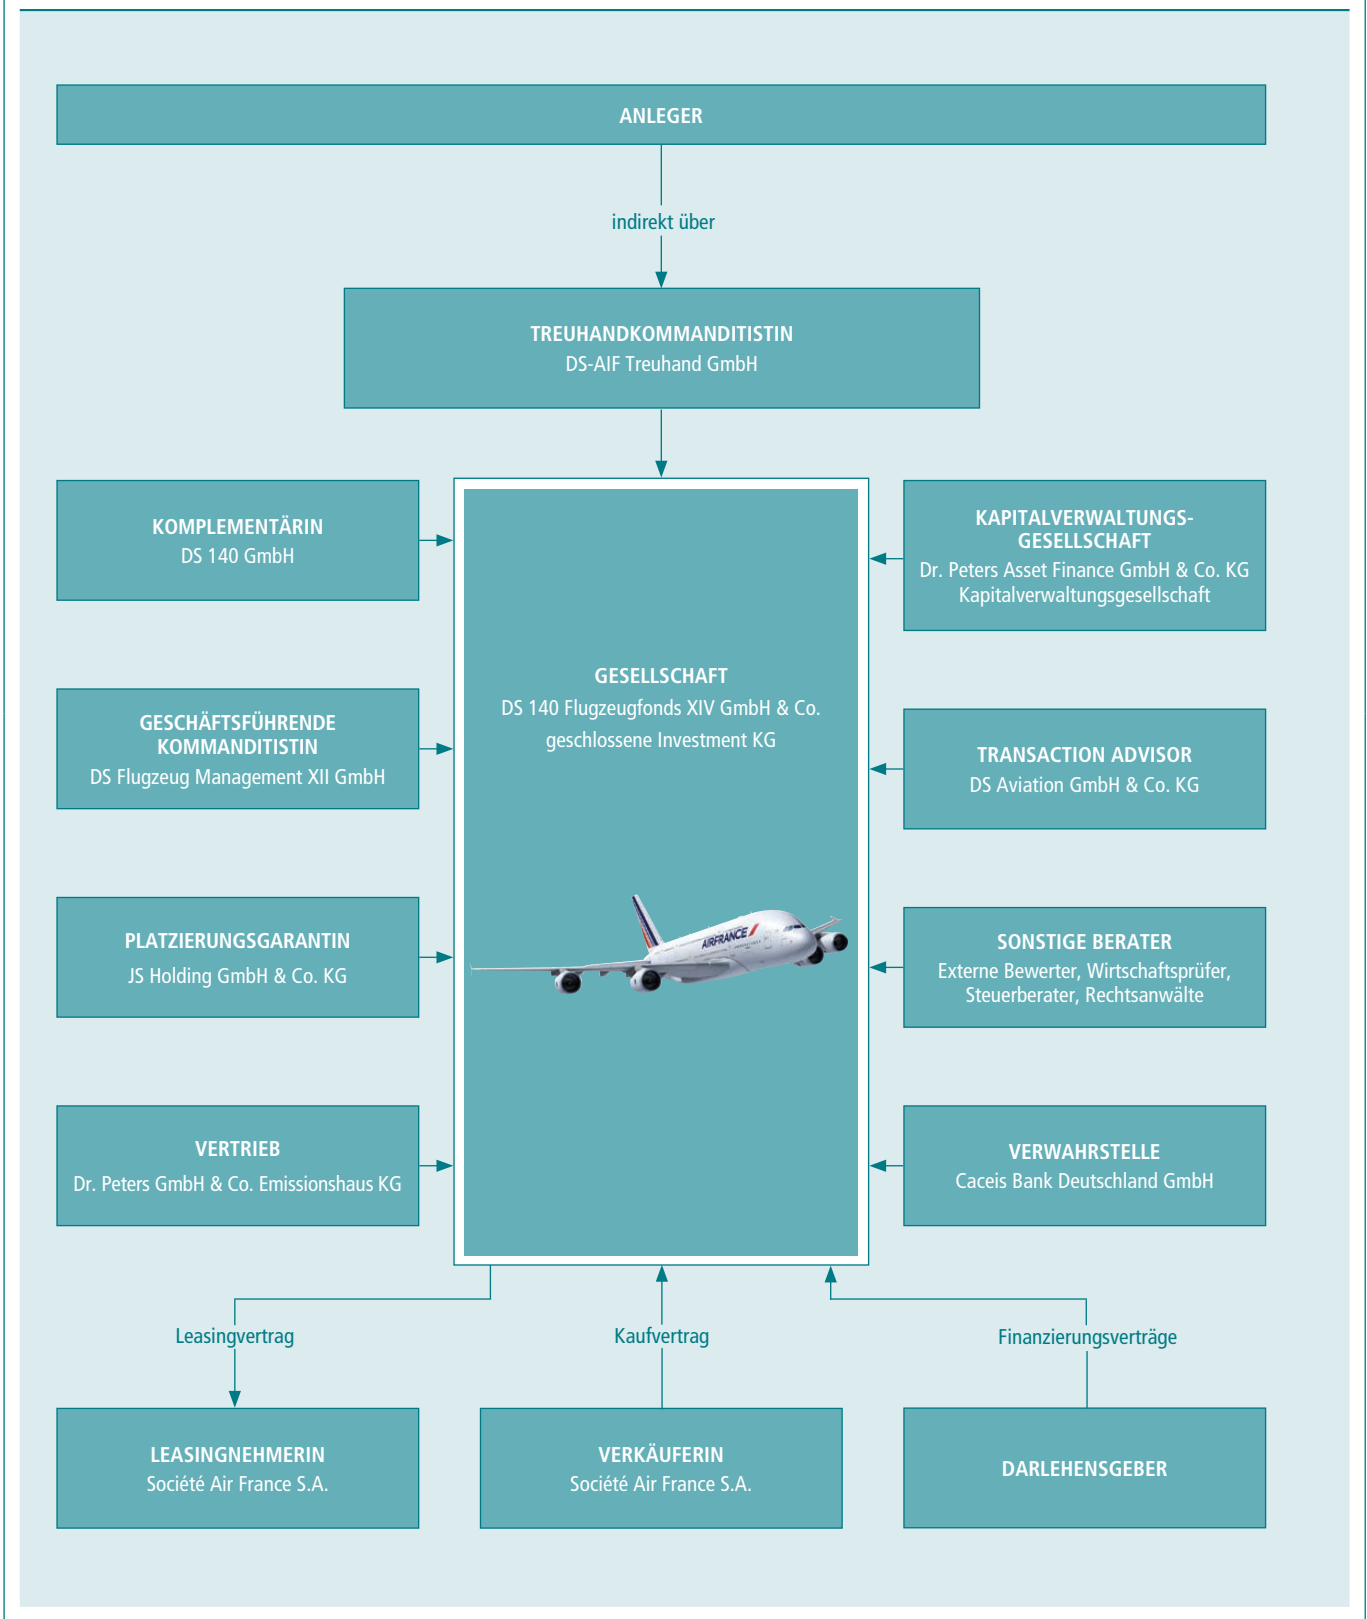 ANLEGER
indirekt über
TREUHANDKOMMANDITISTIN
DS-AIF Treuhand GmbH
KOMPLEMENTÄRIN
DS 140 GmbH
GESCHÄFTSFÜHRENDE
KOMMANDITISTIN
DS Flugzeug Management XII GmbH
PLATZIERUNGSGARANTIN
JS Holding GmbH & Co. KG
VERTRIEB
Dr. Peters GmbH & Co. Emissionshaus KG
GESELLSCHAFT
DS 140 Flugzeugfonds XIV GmbH & Co.
geschlossene Investment KG
AIRFRANCE
KAPITALVERWALTUNGS-
GESELLSCHAFT
Dr. Peters Asset Finance GmbH & Co. KG
Kapitalverwaltungsgesellschaft
TRANSACTION ADVISOR
DS Aviation GmbH & Co. KG
SONSTIGE BERATER
Externe Bewerter, Wirtschaftsprüfer,
Steuerberater, Rechtsanwälte
VERWAHRSTELLE
Caceis Bank Deutschland GmbH
Leasingvertrag
Kaufvertrag
Finanzierungsverträge
LEASINGNEHMERIN
Société Air France S.A.
VERKÄUFERIN
Société Air France S.A.
DARLEHENSGEBER